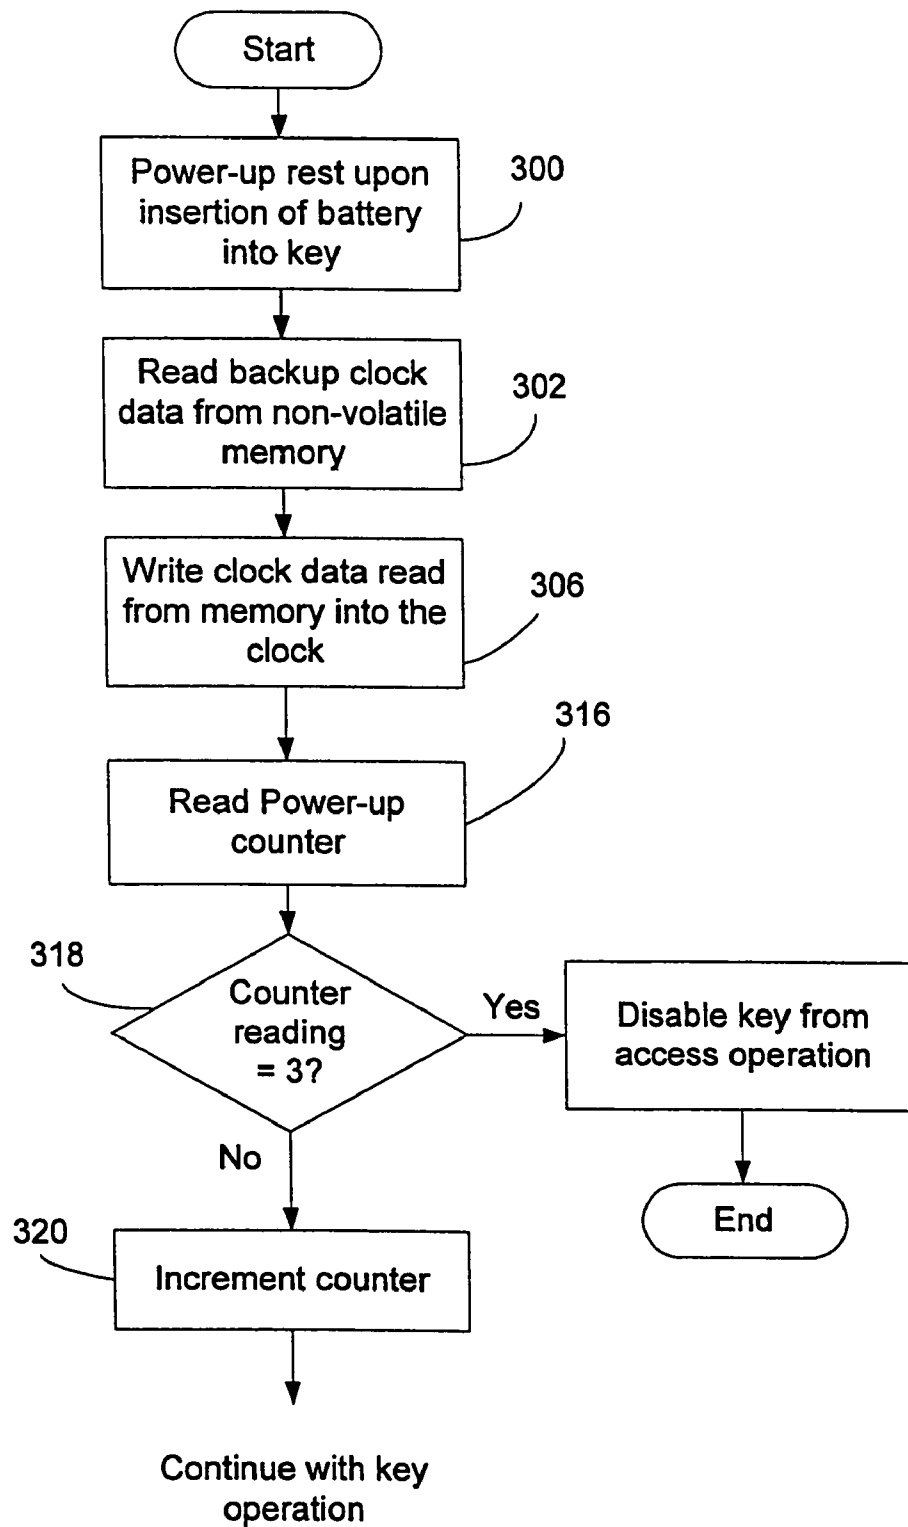 Start
Power-up rest upon
insertion of battery
into key
300
Read backup clock
data from non-volatile
memory
302
Write clock data read
from memory into the
clock
306
316
Read Power-up
counter
318
Counter
reading
= 3?
Yes
Disable key from
access operation
No
End
320
Increment counter
Continue with key
operation